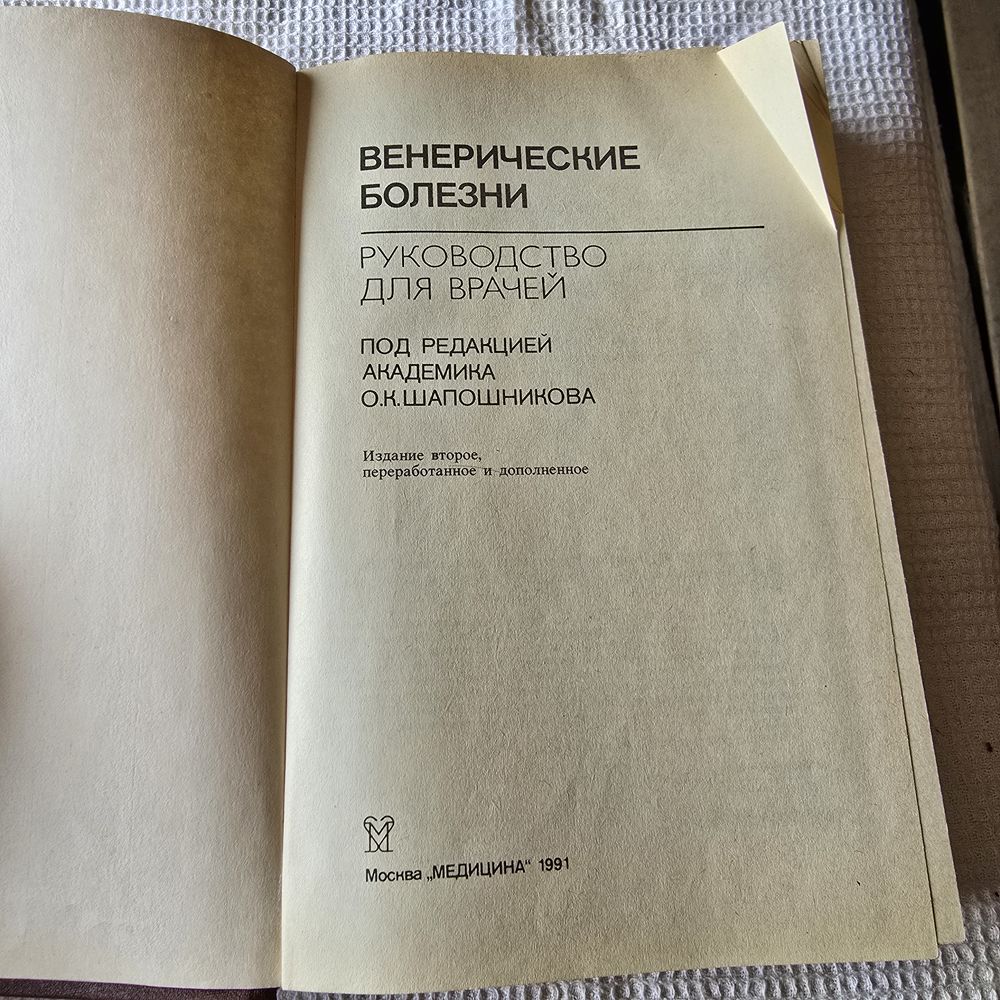 ВЕНЕРИЧЕСКИЕ
БОЛЕЗНИ
РУКОВОДСТВО
ДЛЯ ВРАЧЕЙ
ПОД РЕДАКЦИЕЙ
АКАДЕМИКА
О.К.ШАПОШНИКОВА
Издание второе,
переработанное и дополненное
М
Москва „МЕДИЦИНА“ 1991